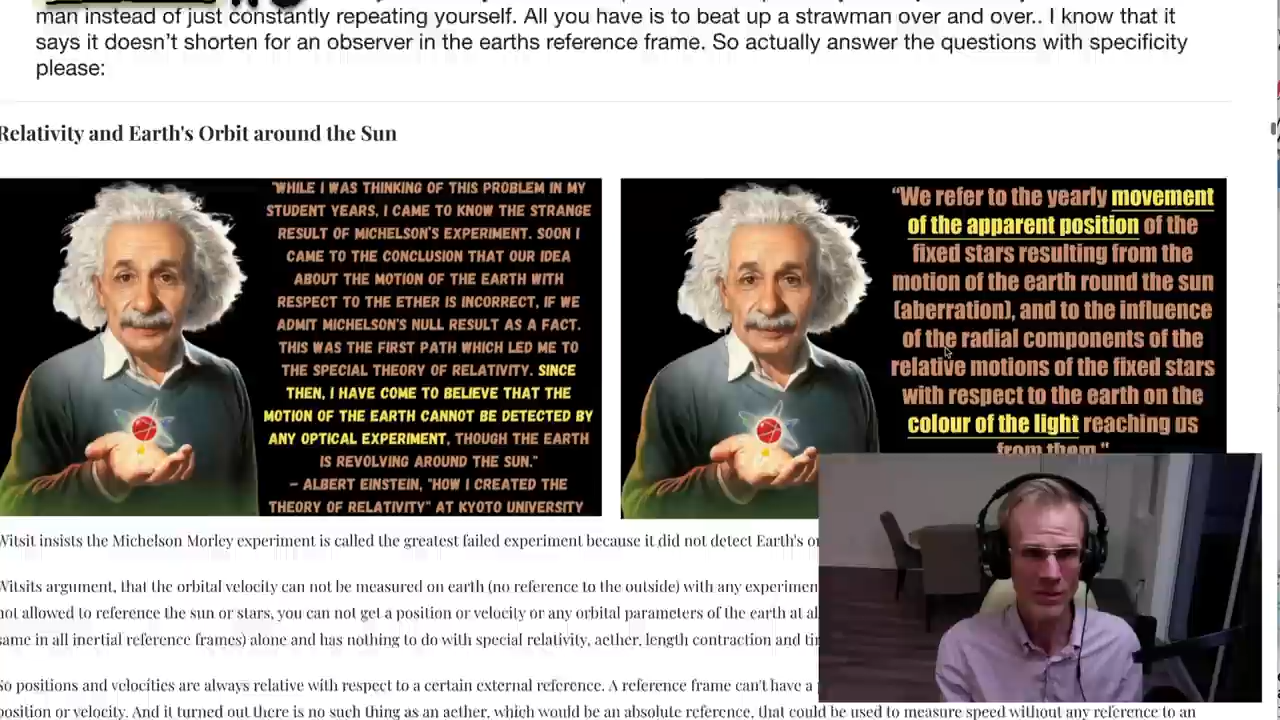 man instead of just constantly repeating yourself. All you have is to beat up a strawman over and over.. I know that it
says it doesn't shorten for an observer in the earths reference frame. So actually answer the questions with specificity
please:
Relativity and Earth's Orbit around the Sun
"WHILE I WAS THINKING OF THIS PROBLEM IN MY
STUDENT YEARS, I CAME TO KNOW THE STRANGE
RESULT OF MICHELSON'S EXPERIMENT. SOON I
CAME TO THE CONCLUSION THAT OUR IDEA
ABOUT THE MOTION OF THE EARTH WITH
RESPECT TO THE ETHER IS INCORRECT, IF WE
ADMIT MICHELSON'S NULL RESULT AS A FACT.
THIS WAS THE FIRST PATH WHICH LED ME TO
THE SPECIAL THEORY OF RELATIVITY. SINCE
THEN, I HAVE COME TO BELIEVE THAT THE
MOTION OF THE EARTH CANNOT BE DETECTED BY
ANY OPTICAL EXPERIMENT, THOUGH THE EARTH
IS REVOLVING AROUND THE SUN."
– ALBERT EINSTEIN, "HOW I CREATED THE
THEORY OF RELATIVITY" AT KYOTO UNIVERSITY
"We refer to the yearly movement
of the apparent position of the
fixed stars resulting from the
motion of the earth round the sun
(aberration), and to the influence
of the radial components of the
relative motions of the fixed stars
with respect to the earth on the
colour of the light reaching us
from them."
Witsit insists the Michelson Morley experiment is called the greatest failed experiment because it did not detect Earth's
Witsits argument, that the orbital velocity can not be measured on earth (no reference to the outside) with any
not allowed to reference the sun or stars, you can not get a position or velocity or any orbital parameters of the earth at
same in all inertial reference frames) alone and has nothing to do with special relativity, aether, length contraction and
So positions and velocities are always relative with respect to a certain external reference. A reference frame can't have a
position or velocity. And it turned out there is no such thing as an aether, which would be an absolute reference, that could be used to measure speed without any reference to an